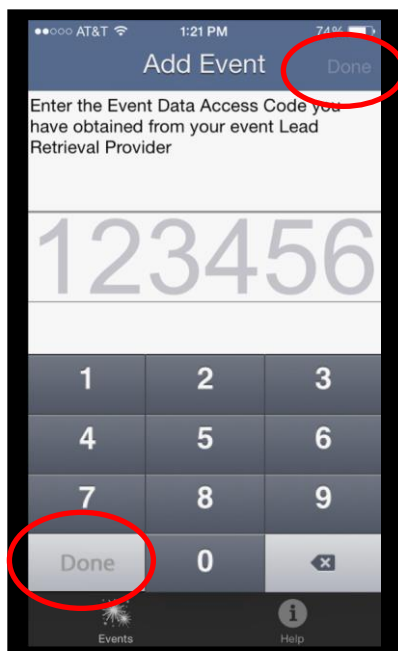 AT&T 1:21 PM 74%
Add Event Done
Enter the Event Data Access Code you
have obtained from your event Lead
Retrieval Provider
123456
1 2 3
4 5 6
7 8 9
Done 0
Events Help